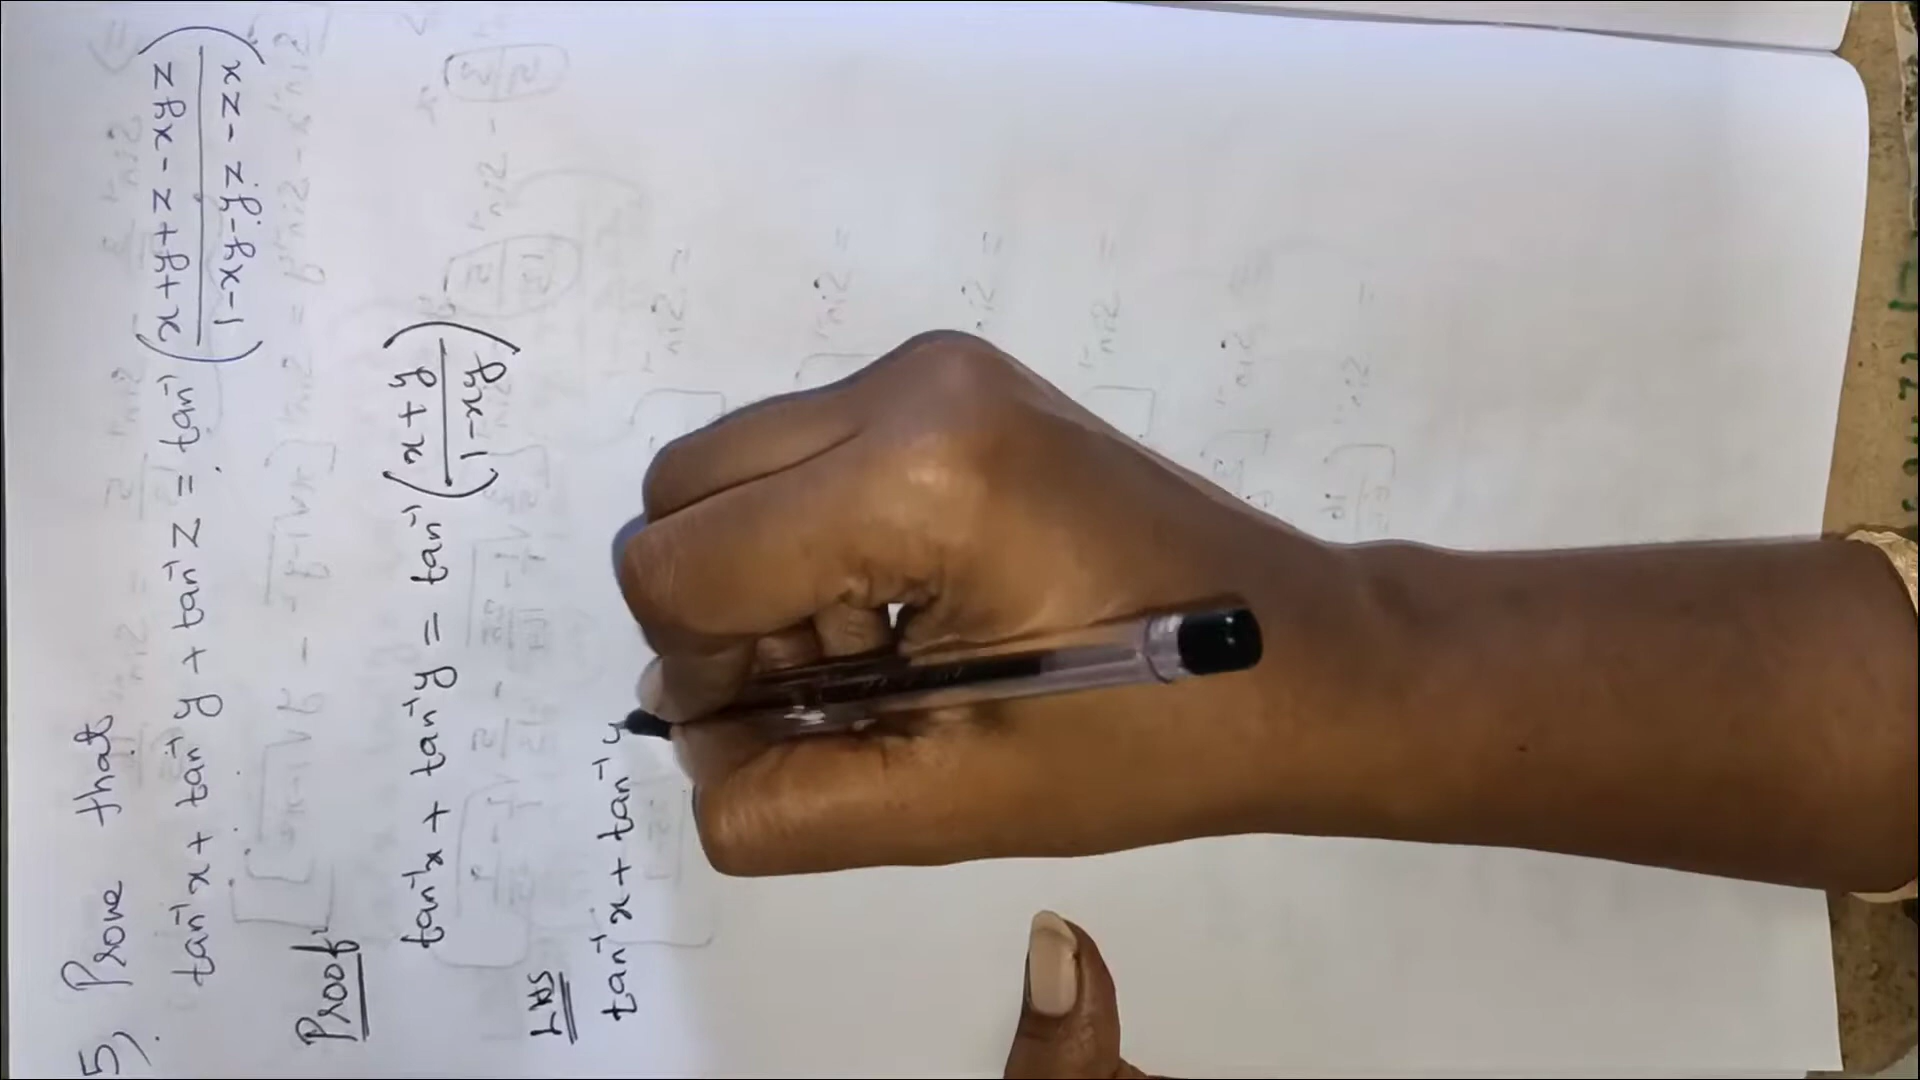 5) Prove that
tan⁻¹x + tan⁻¹y + tan⁻¹z = tan⁻¹((x+y+z-xyz)/(1-xy-yz-zx))
Proof
tan⁻¹x + tan⁻¹y = tan⁻¹((x+y)/(1-xy))
LHS
tan⁻¹x + tan⁻¹y